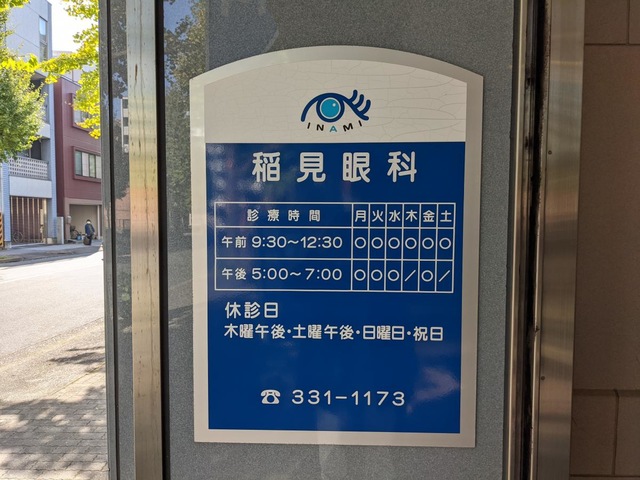 INAMI
稲見眼科
診療時間 月 火 水 木 金 土
午前 9:30～12:30 ○ ○ ○ ○ ○ ○
午後 5:00～7:00 ○ ○ ○ / ○ /
休診日
木曜午後・土曜午後・日曜日・祝日
☎ 331-1173